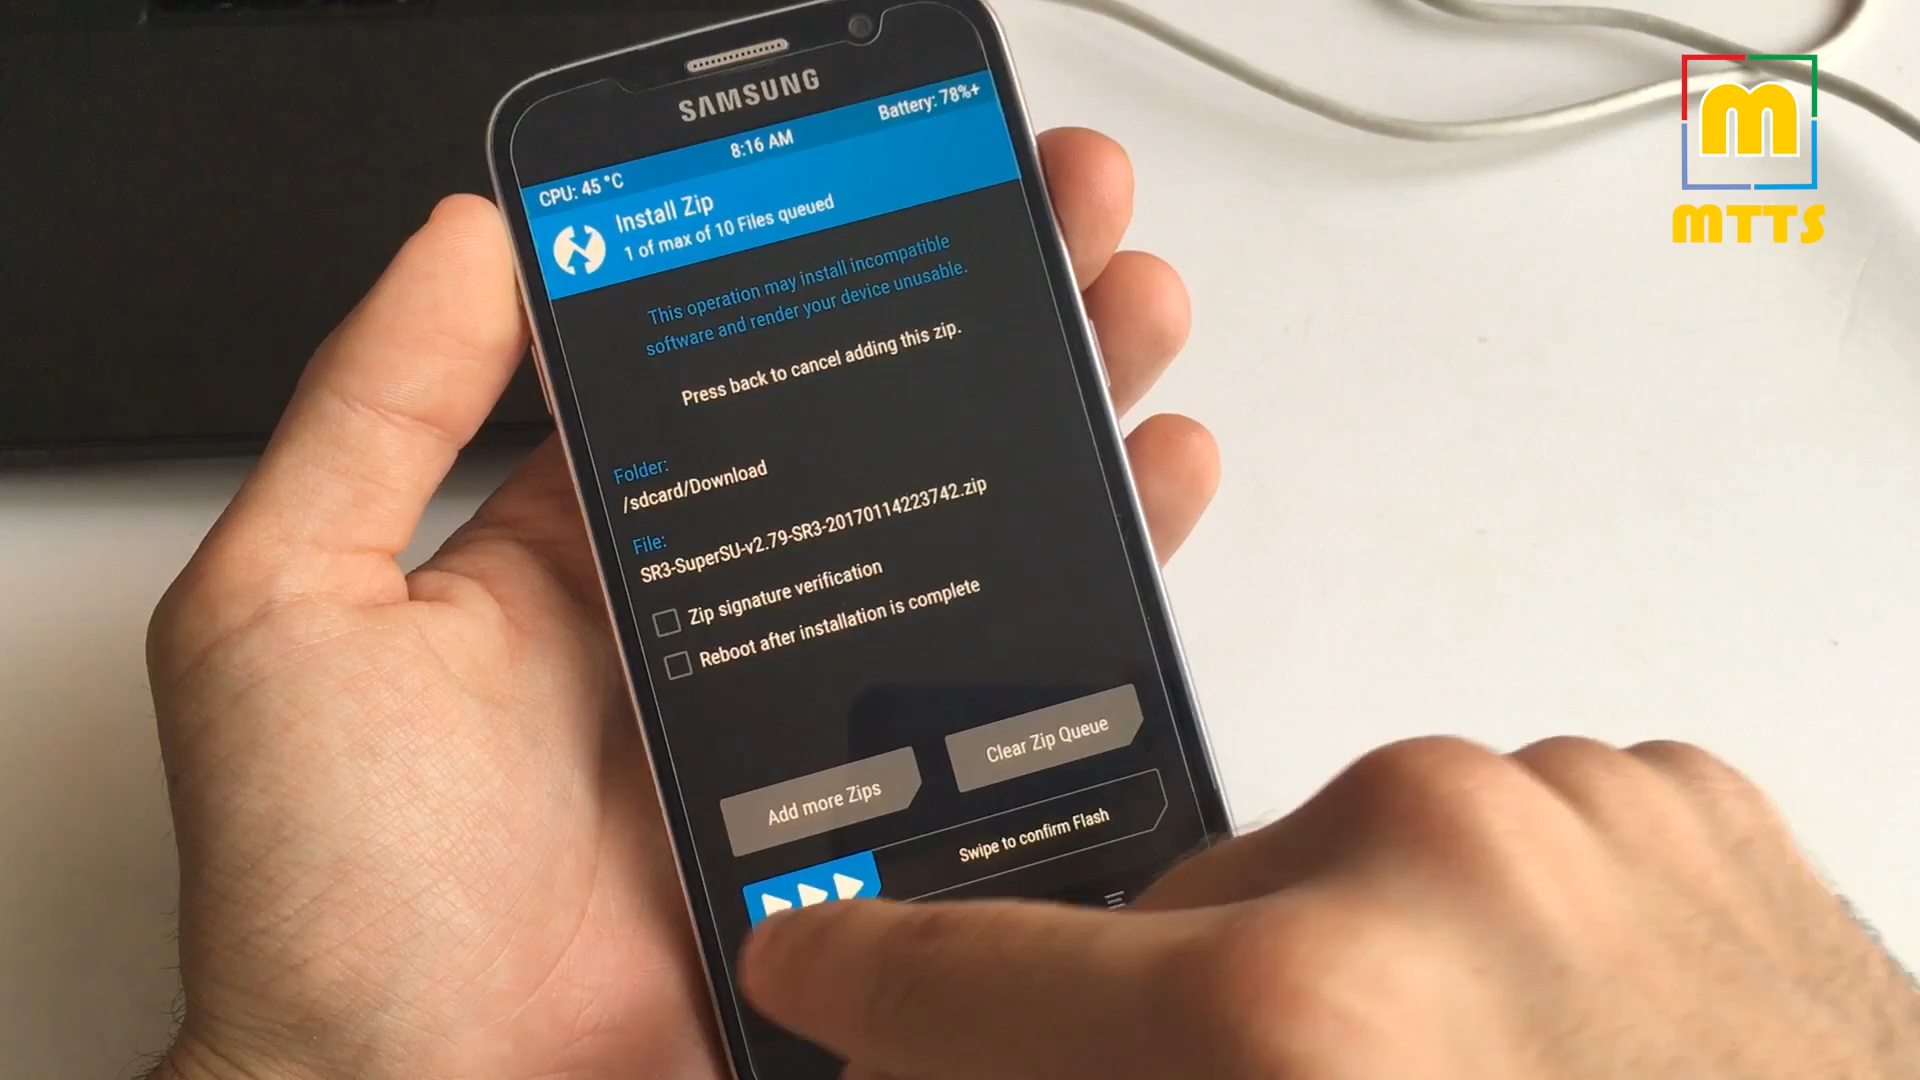 SAMSUNG
8:16 AM
Battery: 78%+
CPU: 45 °C
Install Zip
1 of max of 10 Files queued
This operation may install incompatible
software and render your device unusable.
Press back to cancel adding this zip.
Folder:
/sdcard/Download
File:
SR3-SuperSU-v2.79-SR3-20170114223742.zip
Zip signature verification
Reboot after installation is complete
Add more Zips
Clear Zip Queue
Swipe to confirm Flash
m
MTTS